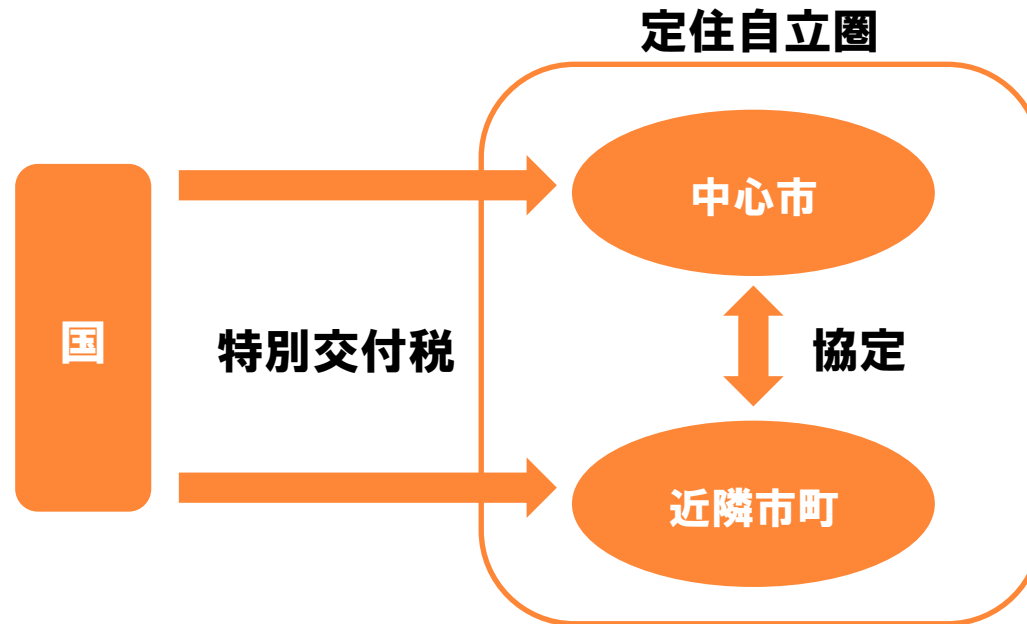 定住自立圏
中心市
国
特別交付税
協定
近隣市町